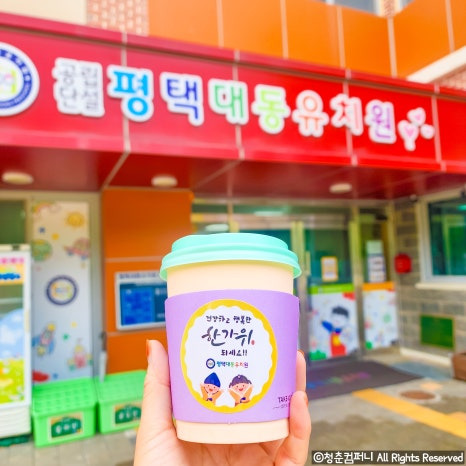 공립
단설
평택대동유치원
건강하고 행복한
한가위
되세요!!
평택대동유치원
TAKE
©청춘컴퍼니 All Rights Reserved